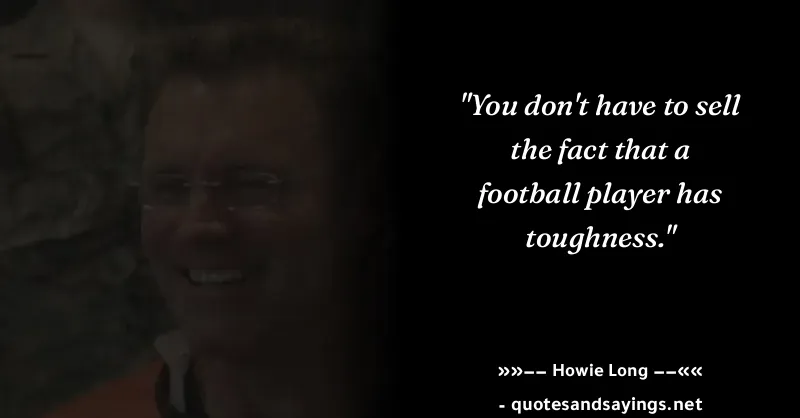 "You don't have to sell
the fact that a
football player has
toughness."
»»–– Howie Long ––««
- quotesandsayings.net